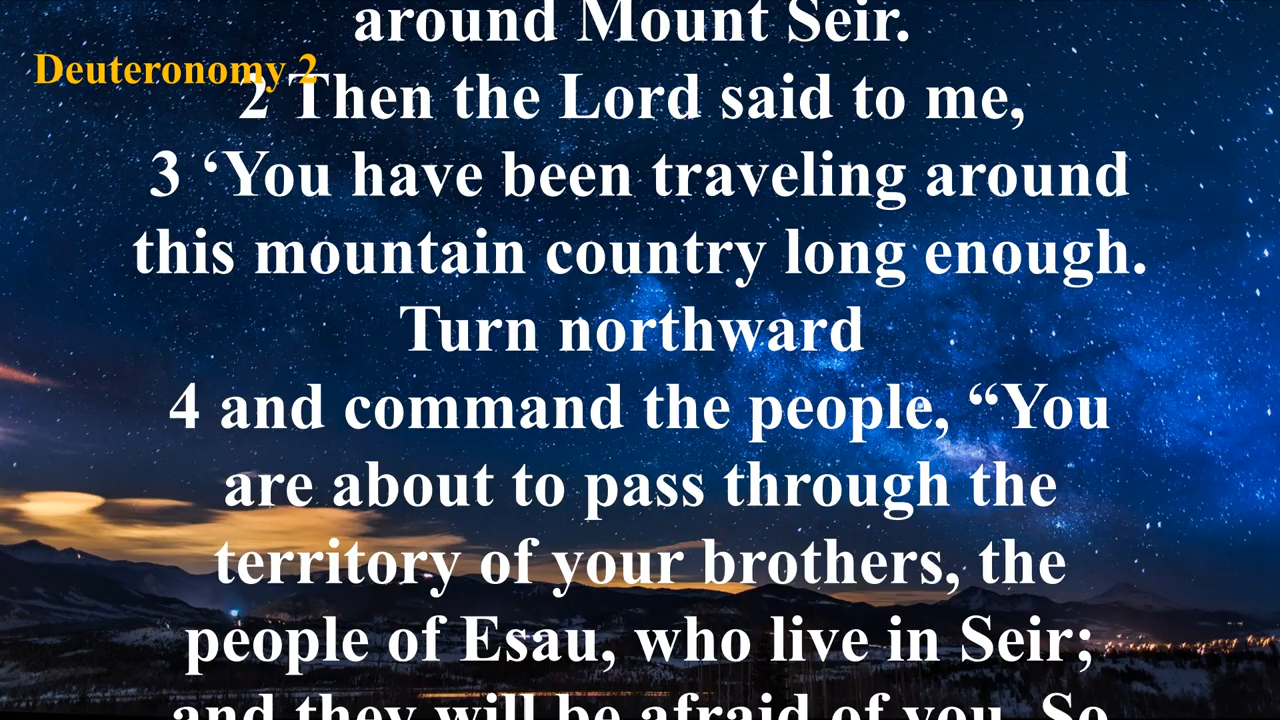 around Mount Seir.
Deuteronomy 2
2 Then the Lord said to me,
3 ‘You have been traveling around
this mountain country long enough.
Turn northward
4 and command the people, “You
are about to pass through the
territory of your brothers, the
people of Esau, who live in Seir;
and they will be afraid of you. So